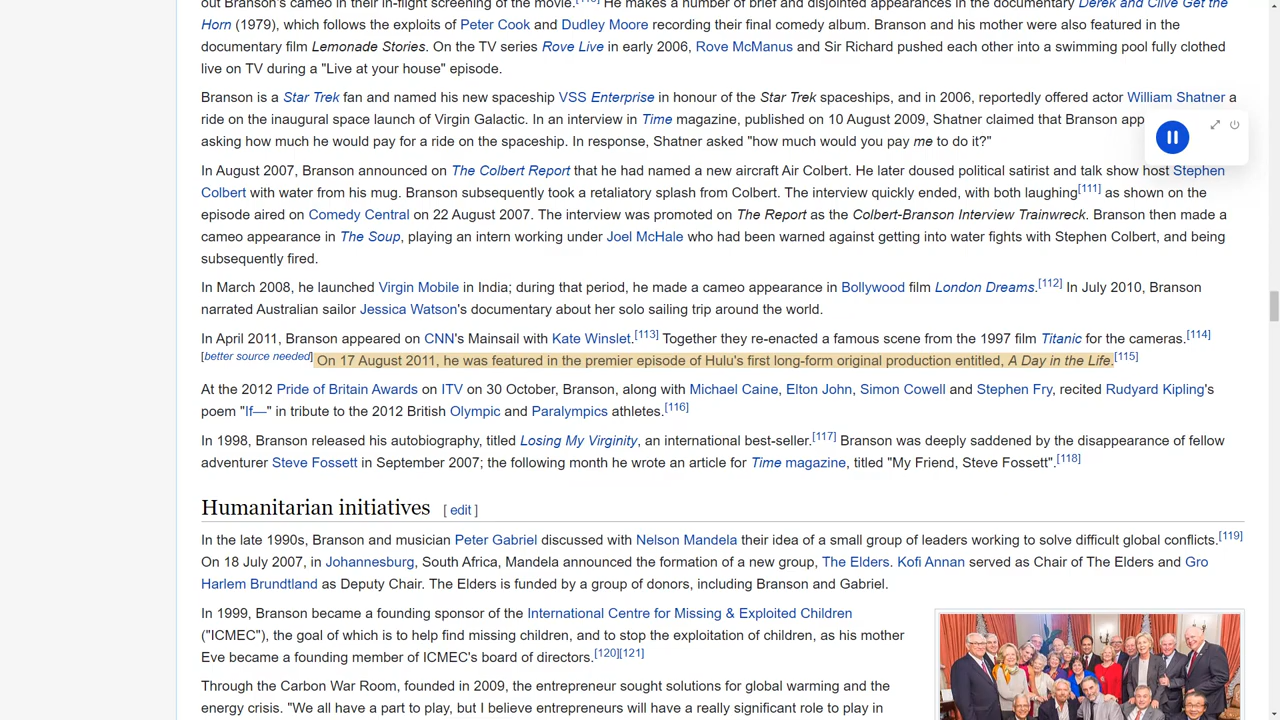 out Branson's cameo in their in-flight screening of the movie.[110] He makes a number of brief and disjointed appearances in the documentary Derek and Clive Get the
Horn (1979), which follows the exploits of Peter Cook and Dudley Moore recording their final comedy album. Branson and his mother were also featured in the
documentary film Lemonade Stories. On the TV series Rove Live in early 2006, Rove McManus and Sir Richard pushed each other into a swimming pool fully clothed
live on TV during a "Live at your house" episode.
Branson is a Star Trek fan and named his new spaceship VSS Enterprise in honour of the Star Trek spaceships, and in 2006, reportedly offered actor William Shatner a
ride on the inaugural space launch of Virgin Galactic. In an interview in Time magazine, published on 10 August 2009, Shatner claimed that Branson app
asking how much he would pay for a ride on the spaceship. In response, Shatner asked "how much would you pay me to do it?"
In August 2007, Branson announced on The Colbert Report that he had named a new aircraft Air Colbert. He later doused political satirist and talk show host Stephen
Colbert with water from his mug. Branson subsequently took a retaliatory splash from Colbert. The interview quickly ended, with both laughing[111] as shown on the
episode aired on Comedy Central on 22 August 2007. The interview was promoted on The Report as the Colbert-Branson Interview Trainwreck. Branson then made a
cameo appearance in The Soup, playing an intern working under Joel McHale who had been warned against getting into water fights with Stephen Colbert, and being
subsequently fired.
In March 2008, he launched Virgin Mobile in India; during that period, he made a cameo appearance in Bollywood film London Dreams.[112] In July 2010, Branson
narrated Australian sailor Jessica Watson's documentary about her solo sailing trip around the world.
In April 2011, Branson appeared on CNN's Mainsail with Kate Winslet.[113] Together they re-enacted a famous scene from the 1997 film Titanic for the cameras.[114]
[better source needed] On 17 August 2011, he was featured in the premier episode of Hulu's first long-form original production entitled, A Day in the Life.[115]
At the 2012 Pride of Britain Awards on ITV on 30 October, Branson, along with Michael Caine, Elton John, Simon Cowell and Stephen Fry, recited Rudyard Kipling's
poem "If—" in tribute to the 2012 British Olympic and Paralympics athletes.[116]
In 1998, Branson released his autobiography, titled Losing My Virginity, an international best-seller.[117] Branson was deeply saddened by the disappearance of fellow
adventurer Steve Fossett in September 2007; the following month he wrote an article for Time magazine, titled "My Friend, Steve Fossett".[118]
Humanitarian initiatives [ edit ]
In the late 1990s, Branson and musician Peter Gabriel discussed with Nelson Mandela their idea of a small group of leaders working to solve difficult global conflicts.[119]
On 18 July 2007, in Johannesburg, South Africa, Mandela announced the formation of a new group, The Elders. Kofi Annan served as Chair of The Elders and Gro
Harlem Brundtland as Deputy Chair. The Elders is funded by a group of donors, including Branson and Gabriel.
In 1999, Branson became a founding sponsor of the International Centre for Missing & Exploited Children
("ICMEC"), the goal of which is to help find missing children, and to stop the exploitation of children, as his mother
Eve became a founding member of ICMEC's board of directors.[120][121]
Through the Carbon War Room, founded in 2009, the entrepreneur sought solutions for global warming and the
energy crisis. "We all have a part to play, but I believe entrepreneurs will have a really significant role to play in